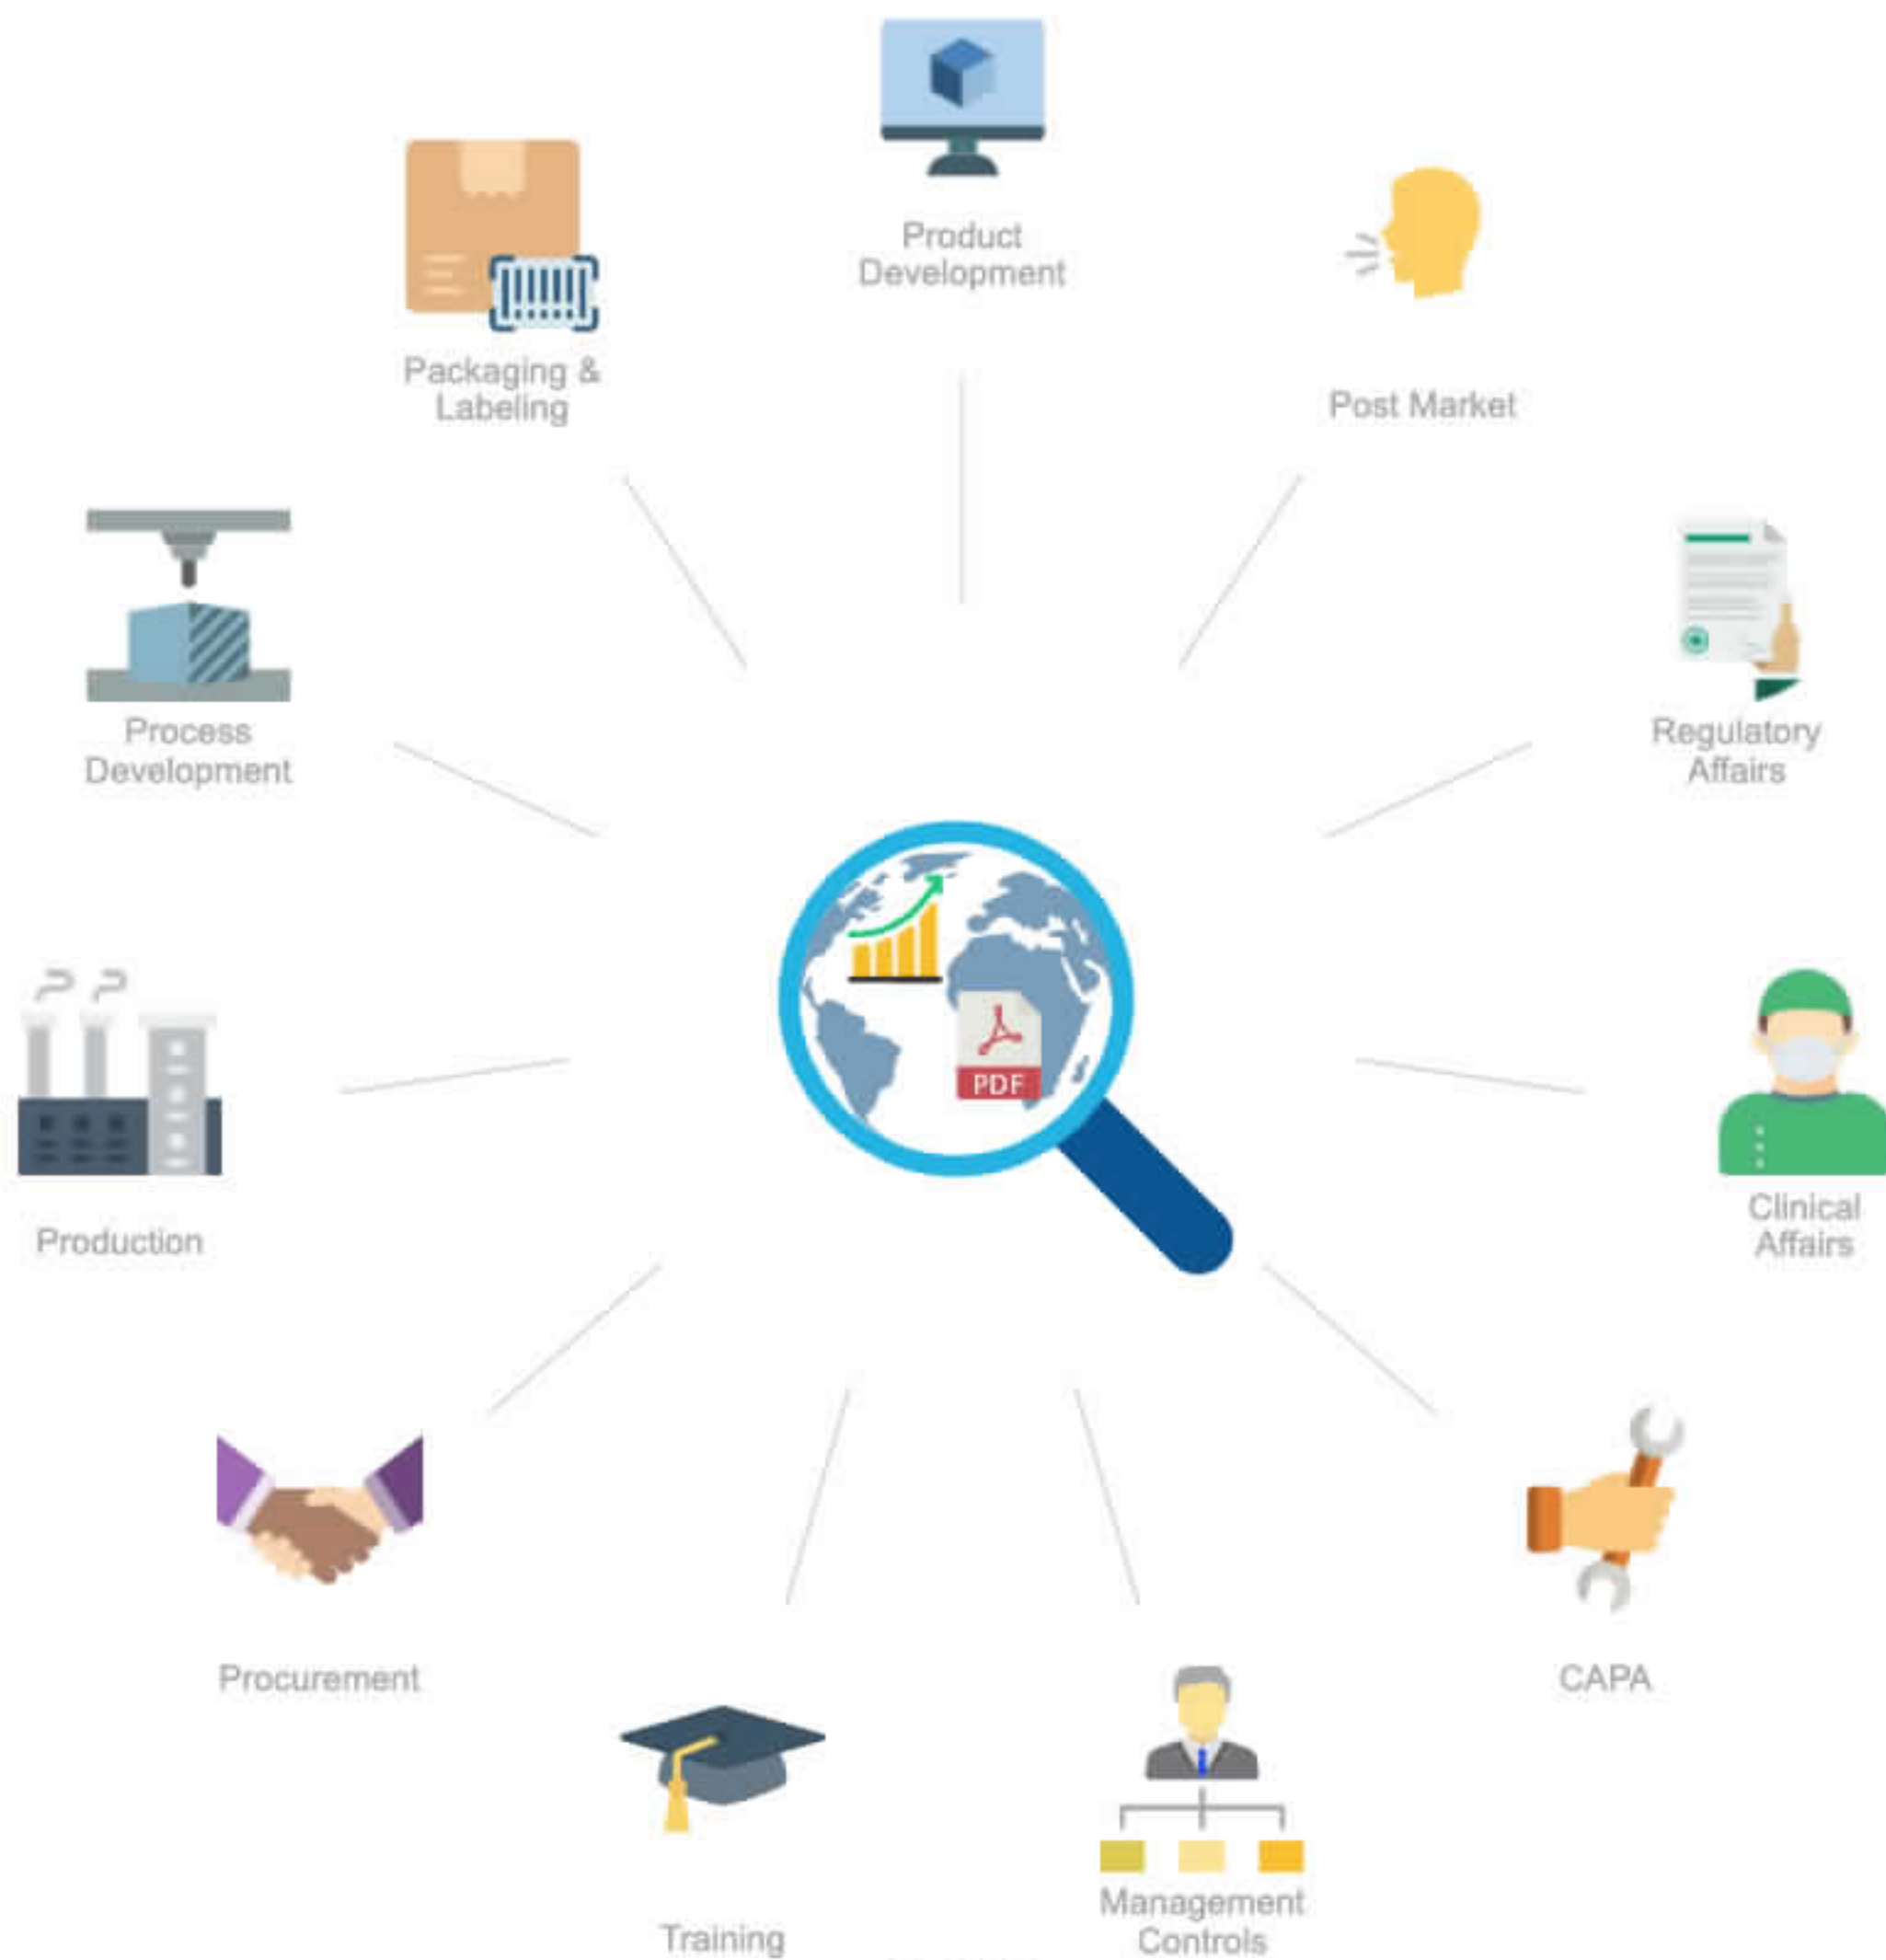 Product
Development
Packaging &
Labeling
Post Market
Process
Development
Regulatory
Affairs
PDF
Production
Clinical
Affairs
Procurement
CAPA
Training
Management
Controls